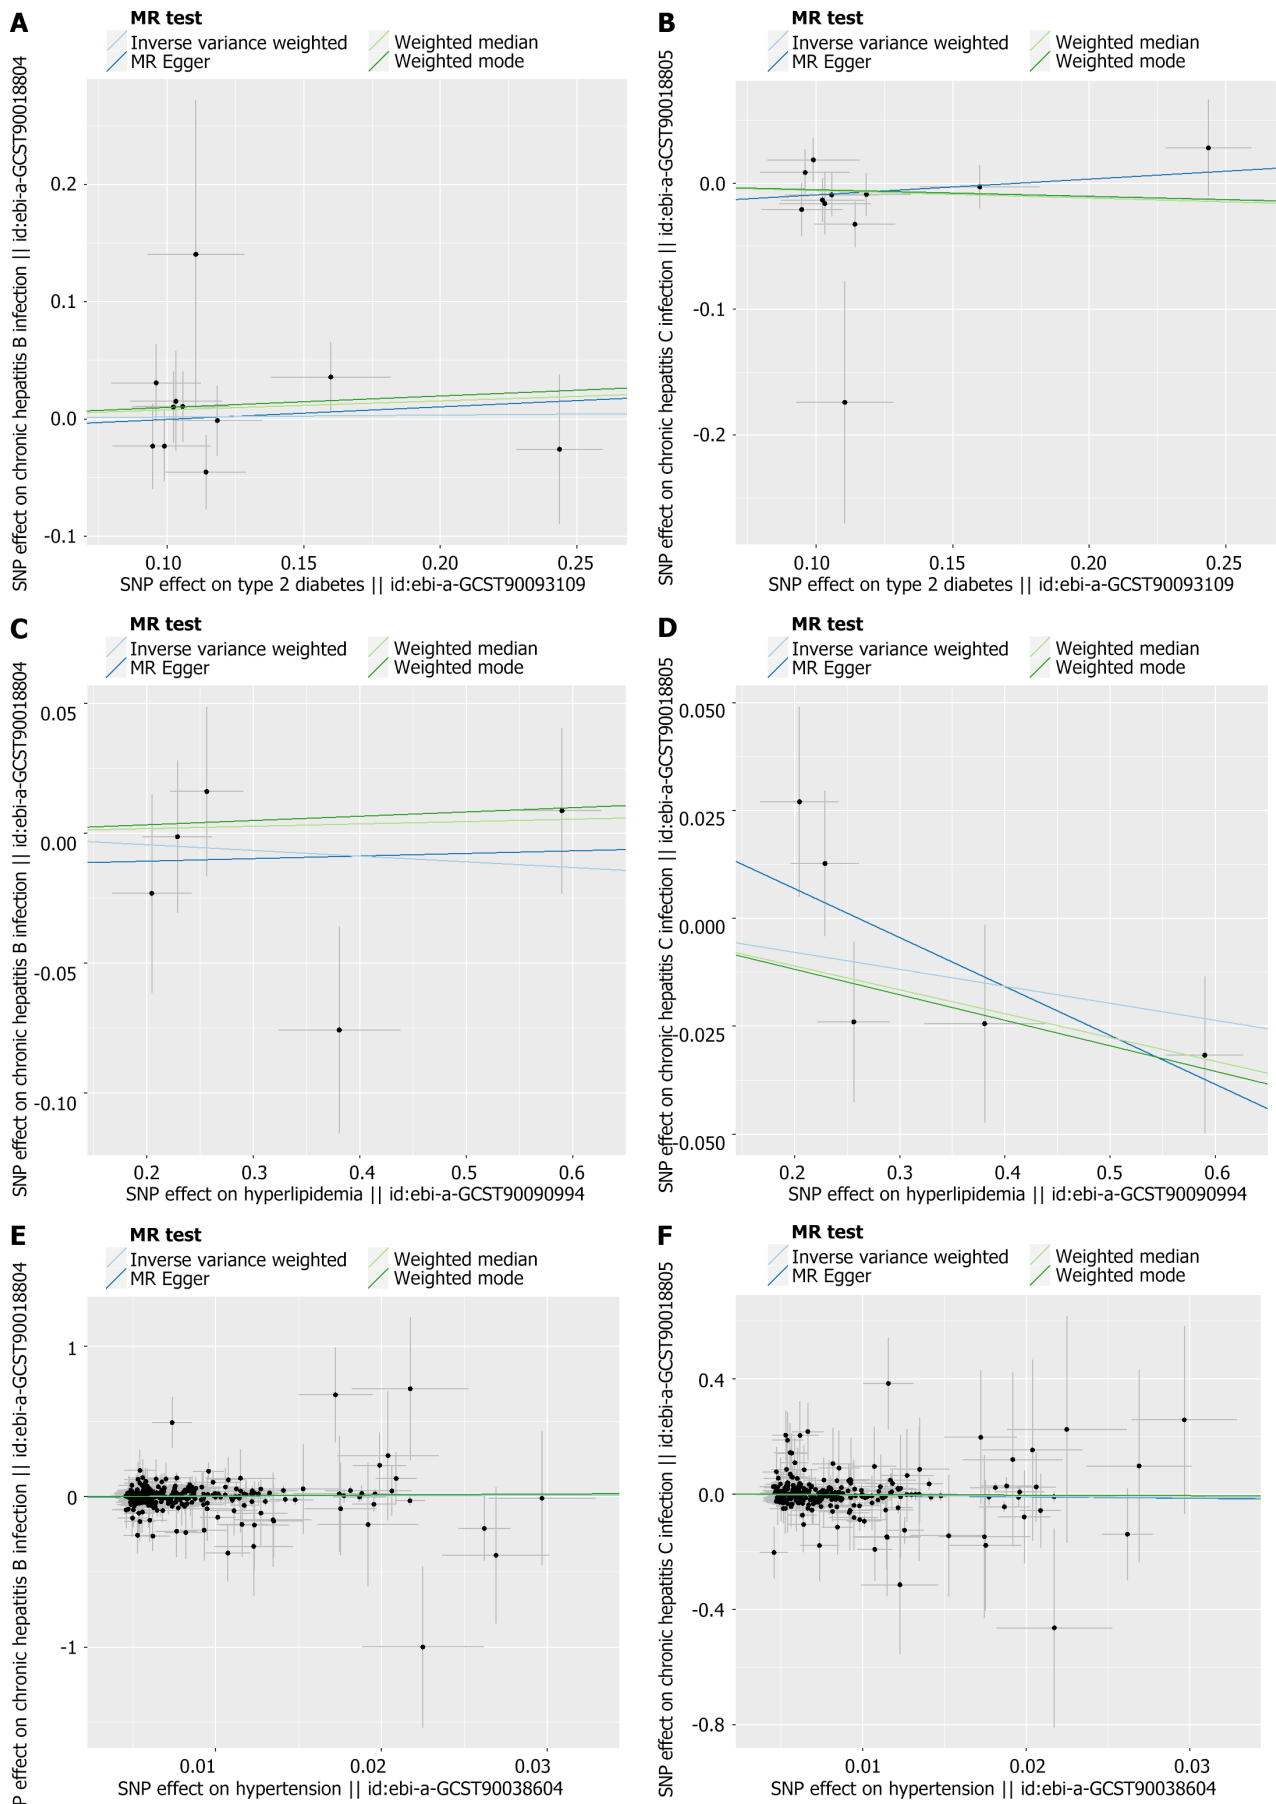 A
MR test
Inverse variance weighted
Weighted median
MR Egger
Weighted mode
SNP effect on chronic hepatitis B infection || id:ebi-a-GCST90018804
0.2
0.1
0.0
-0.1
0.10
0.15
0.20
0.25
SNP effect on type 2 diabetes || id:ebi-a-GCST90093109
B
MR test
Inverse variance weighted
Weighted median
MR Egger
Weighted mode
SNP effect on chronic hepatitis C infection || id:ebi-a-GCST90018805
0.0
-0.1
-0.2
0.10
0.15
0.20
0.25
SNP effect on type 2 diabetes || id:ebi-a-GCST90093109
C
MR test
Inverse variance weighted
Weighted median
MR Egger
Weighted mode
SNP effect on chronic hepatitis B infection || id:ebi-a-GCST90018804
0.05
0.00
-0.05
-0.10
0.2
0.3
0.4
0.5
0.6
SNP effect on hyperlipidemia || id:ebi-a-GCST90090994
D
MR test
Inverse variance weighted
Weighted median
MR Egger
Weighted mode
SNP effect on chronic hepatitis C infection || id:ebi-a-GCST90018805
0.050
0.025
0.000
-0.025
-0.050
0.2
0.3
0.4
0.5
0.6
SNP effect on hyperlipidemia || id:ebi-a-GCST90090994
E
MR test
Inverse variance weighted
Weighted median
MR Egger
Weighted mode
P effect on chronic hepatitis B infection || id:ebi-a-GCST90018804
1
0
-1
0.01
0.02
0.03
SNP effect on hypertension || id:ebi-a-GCST90038604
F
MR test
Inverse variance weighted
Weighted median
MR Egger
Weighted mode
SNP effect on chronic hepatitis C infection || id:ebi-a-GCST90018805
0.4
0.0
-0.4
-0.8
0.01
0.02
0.03
SNP effect on hypertension || id:ebi-a-GCST90038604